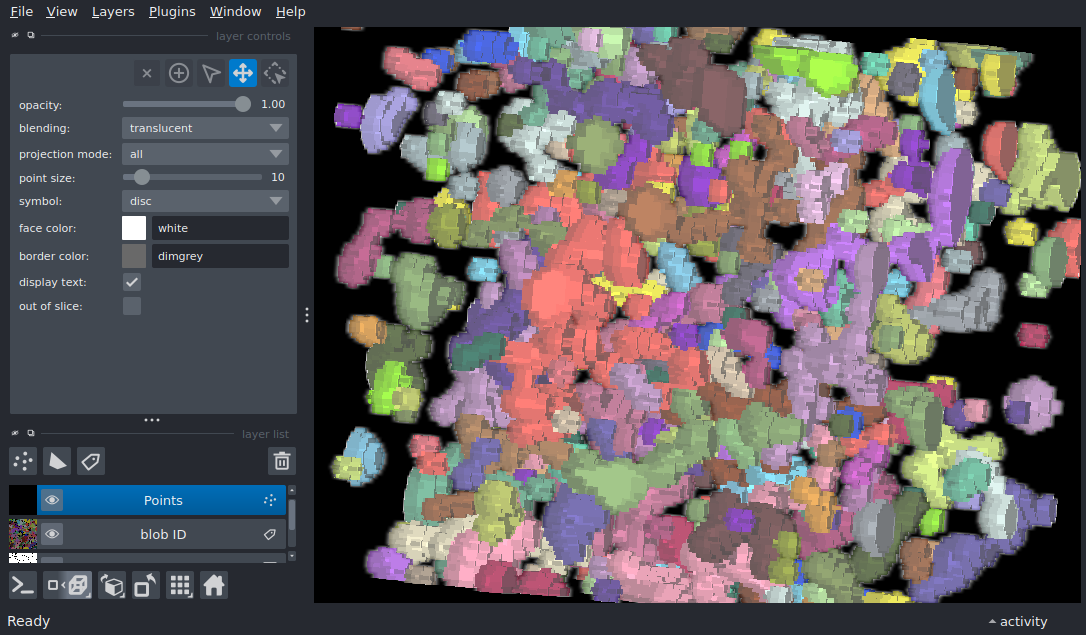 File View Layers Plugins Window Help
layer controls
opacity: 1.00
blending: translucent
projection mode: all
point size: 10
symbol: disc
face color: white
border color: dimgrey
display text:
out of slice:
layer list
Points
blob ID
Ready
activity